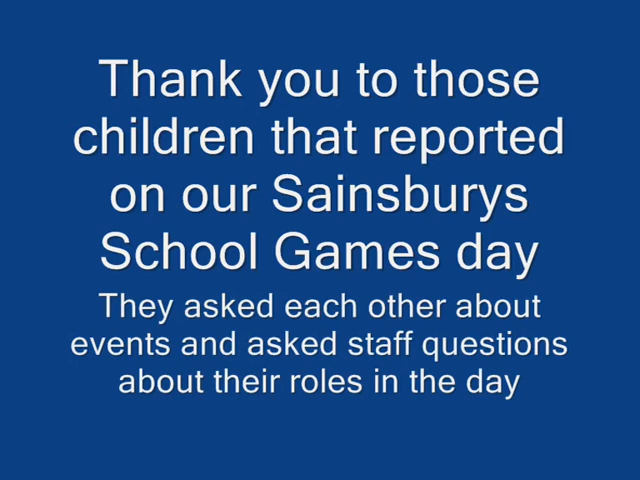 Thank you to those
children that reported
on our Sainsburys
School Games day
They asked each other about
events and asked staff questions
about their roles in the day